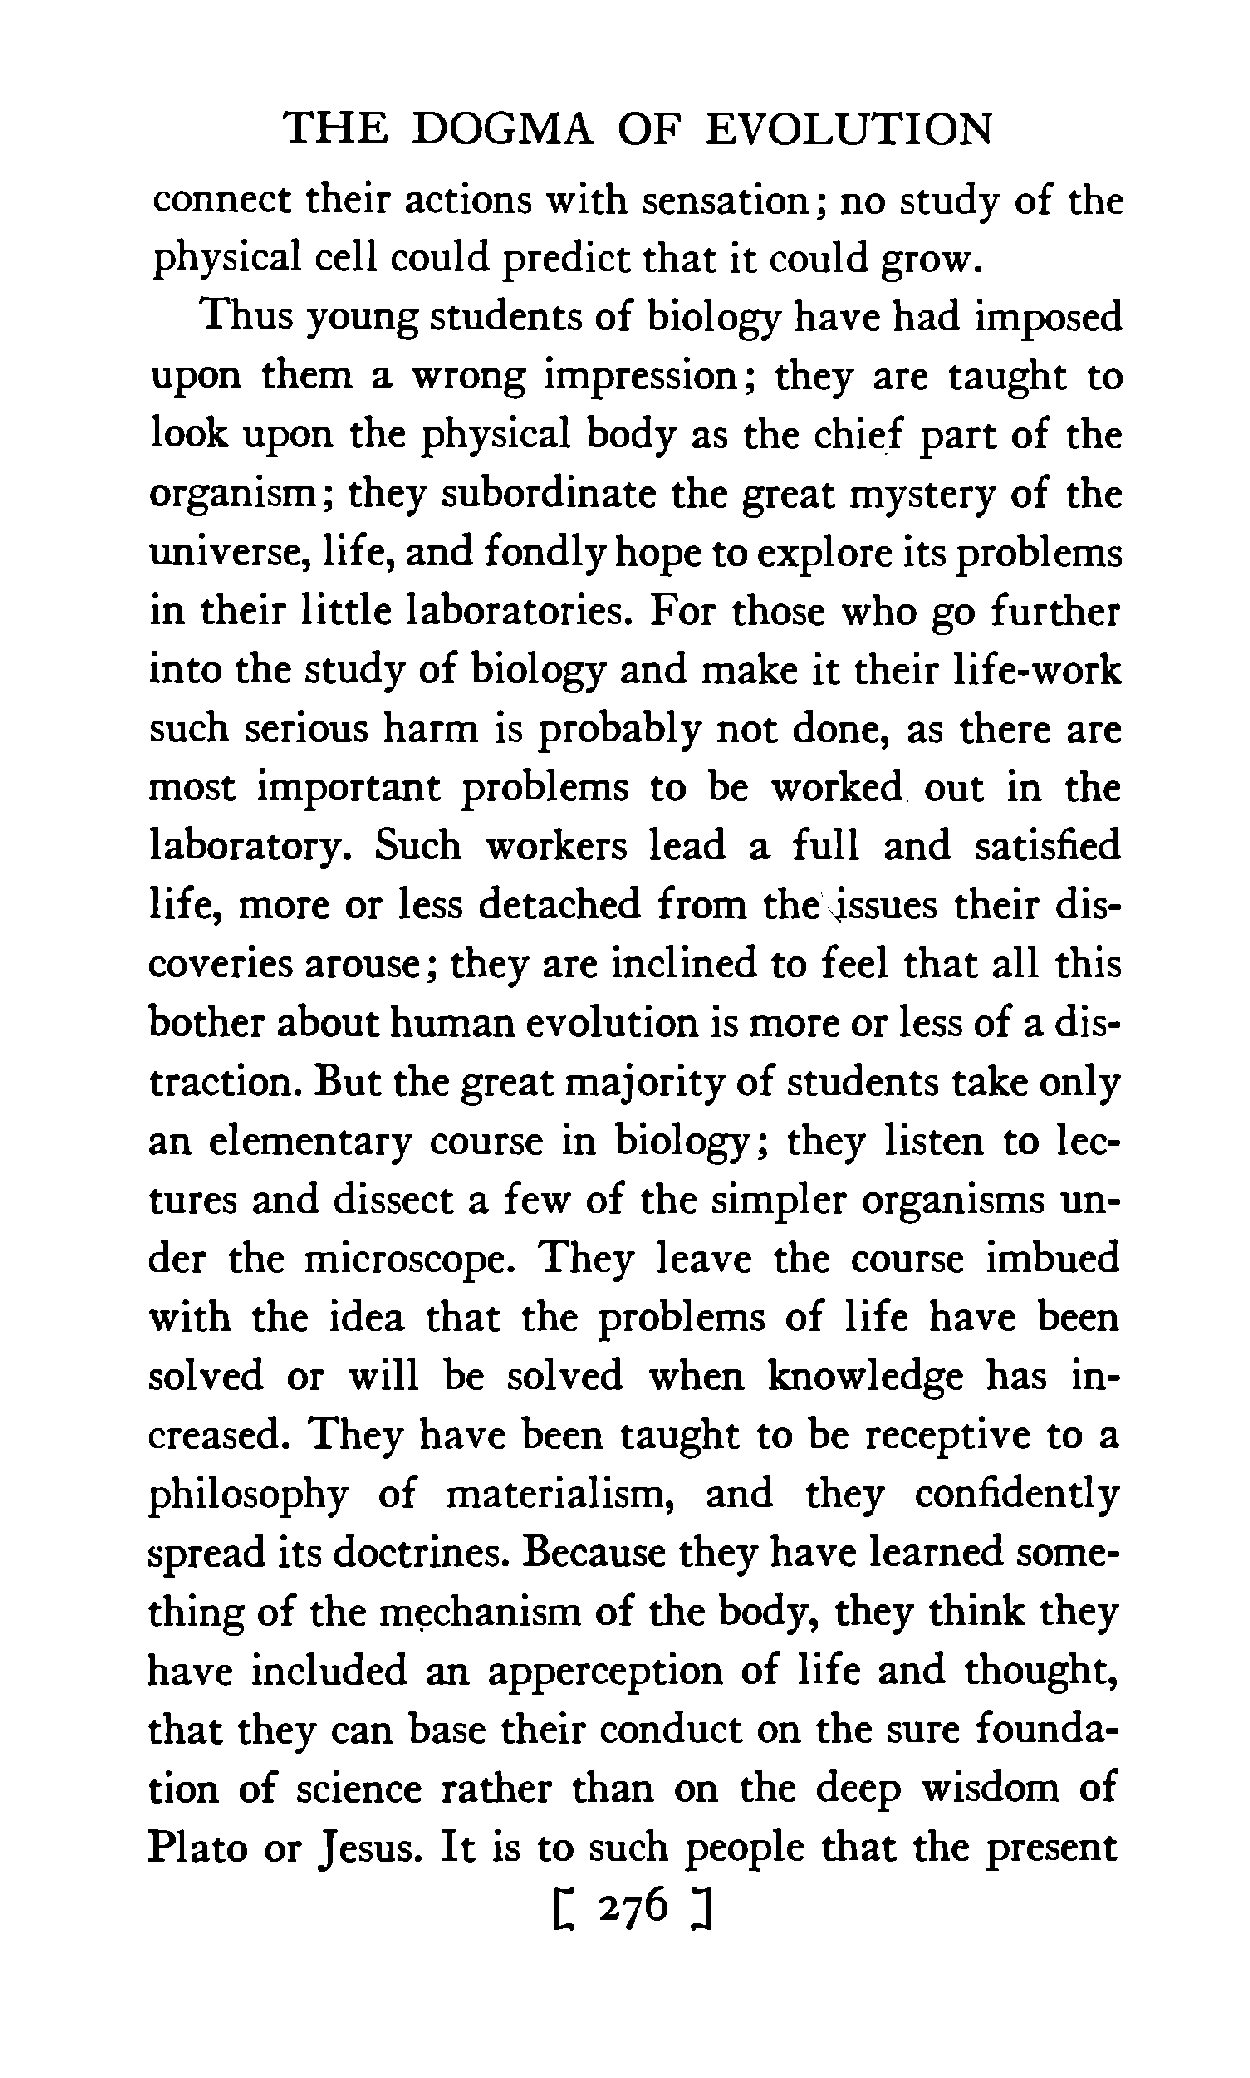 THE DOGMA OF EVOLUTION
connect their actions with sensation; no study of the
physical cell could predict that it could grow.
Thus young students of biology have had imposed
upon them a wrong impression; they are taught to
look upon the physical body as the chief part of the
organism; they subordinate the great mystery of the
universe, life, and fondly hope to explore its problems
in their little laboratories. For those who go further
into the study of biology and make it their life-work
such serious harm is probably not done, as there are
most important problems to be worked out in the
laboratory. Such workers lead a full and satisfied
life, more or less detached from the issues their dis-
coveries arouse; they are inclined to feel that all this
bother about human evolution is more or less of a dis-
traction. But the great majority of students take only
an elementary course in biology; they listen to lec-
tures and dissect a few of the simpler organisms un-
der the microscope. They leave the course imbued
with the idea that the problems of life have been
solved or will be solved when knowledge has in-
creased. They have been taught to be receptive to a
philosophy of materialism, and they confidently
spread its doctrines. Because they have learned some-
thing of the mechanism of the body, they think they
have included an apperception of life and thought,
that they can base their conduct on the sure founda-
tion of science rather than on the deep wisdom of
Plato or Jesus. It is to such people that the present
[ 276 ]